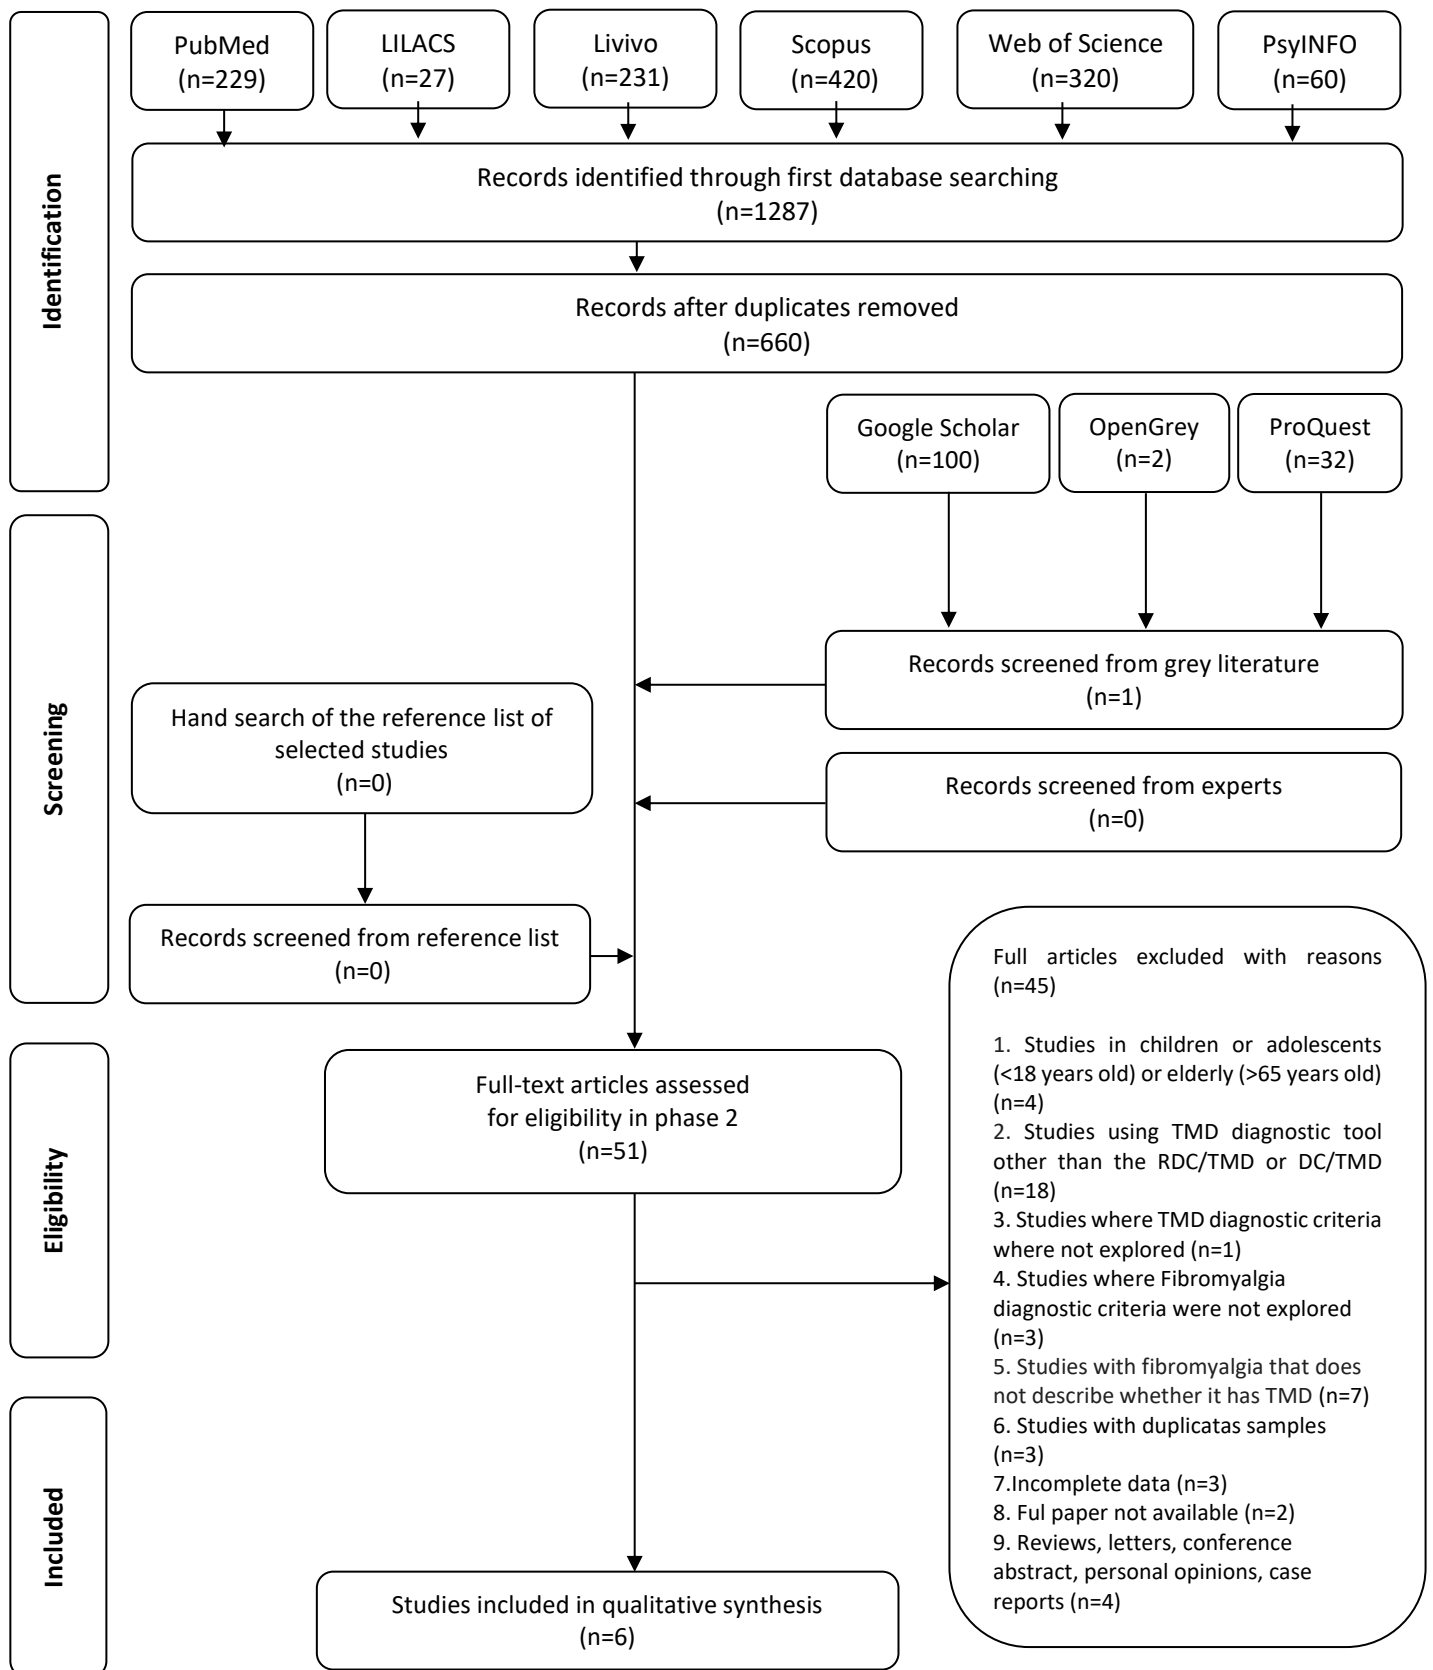 PubMed
(n=229)
LILACS
(n=27)
Livivo
(n=231)
Scopus
(n=420)
Web of Science
(n=320)
PsyINFO
(n=60)
Identification
Records identified through first database searching
(n=1287)
Records after duplicates removed
(n=660)
Google Scholar
(n=100)
OpenGrey
(n=2)
ProQuest
(n=32)
Screening
Records screened from grey literature
(n=1)
Hand search of the reference list of
selected studies
(n=0)
Records screened from experts
(n=0)
Records screened from reference list
(n=0)
Eligibility
Full-text articles assessed
for eligibility in phase 2
(n=51)
Full articles excluded with reasons
(n=45)
1. Studies in children or adolescents
(<18 years old) or elderly (>65 years old)
(n=4)
2. Studies using TMD diagnostic tool
other than the RDC/TMD or DC/TMD
(n=18)
3. Studies where TMD diagnostic criteria
where not explored (n=1)
4. Studies where Fibromyalgia
diagnostic criteria were not explored
(n=3)
5. Studies with fibromyalgia that does
not describe whether it has TMD (n=7)
6. Studies with duplicatas samples
(n=3)
7.Incomplete data (n=3)
8. Ful paper not available (n=2)
9. Reviews, letters, conference
abstract, personal opinions, case
reports (n=4)
Included
Studies included in qualitative synthesis
(n=6)